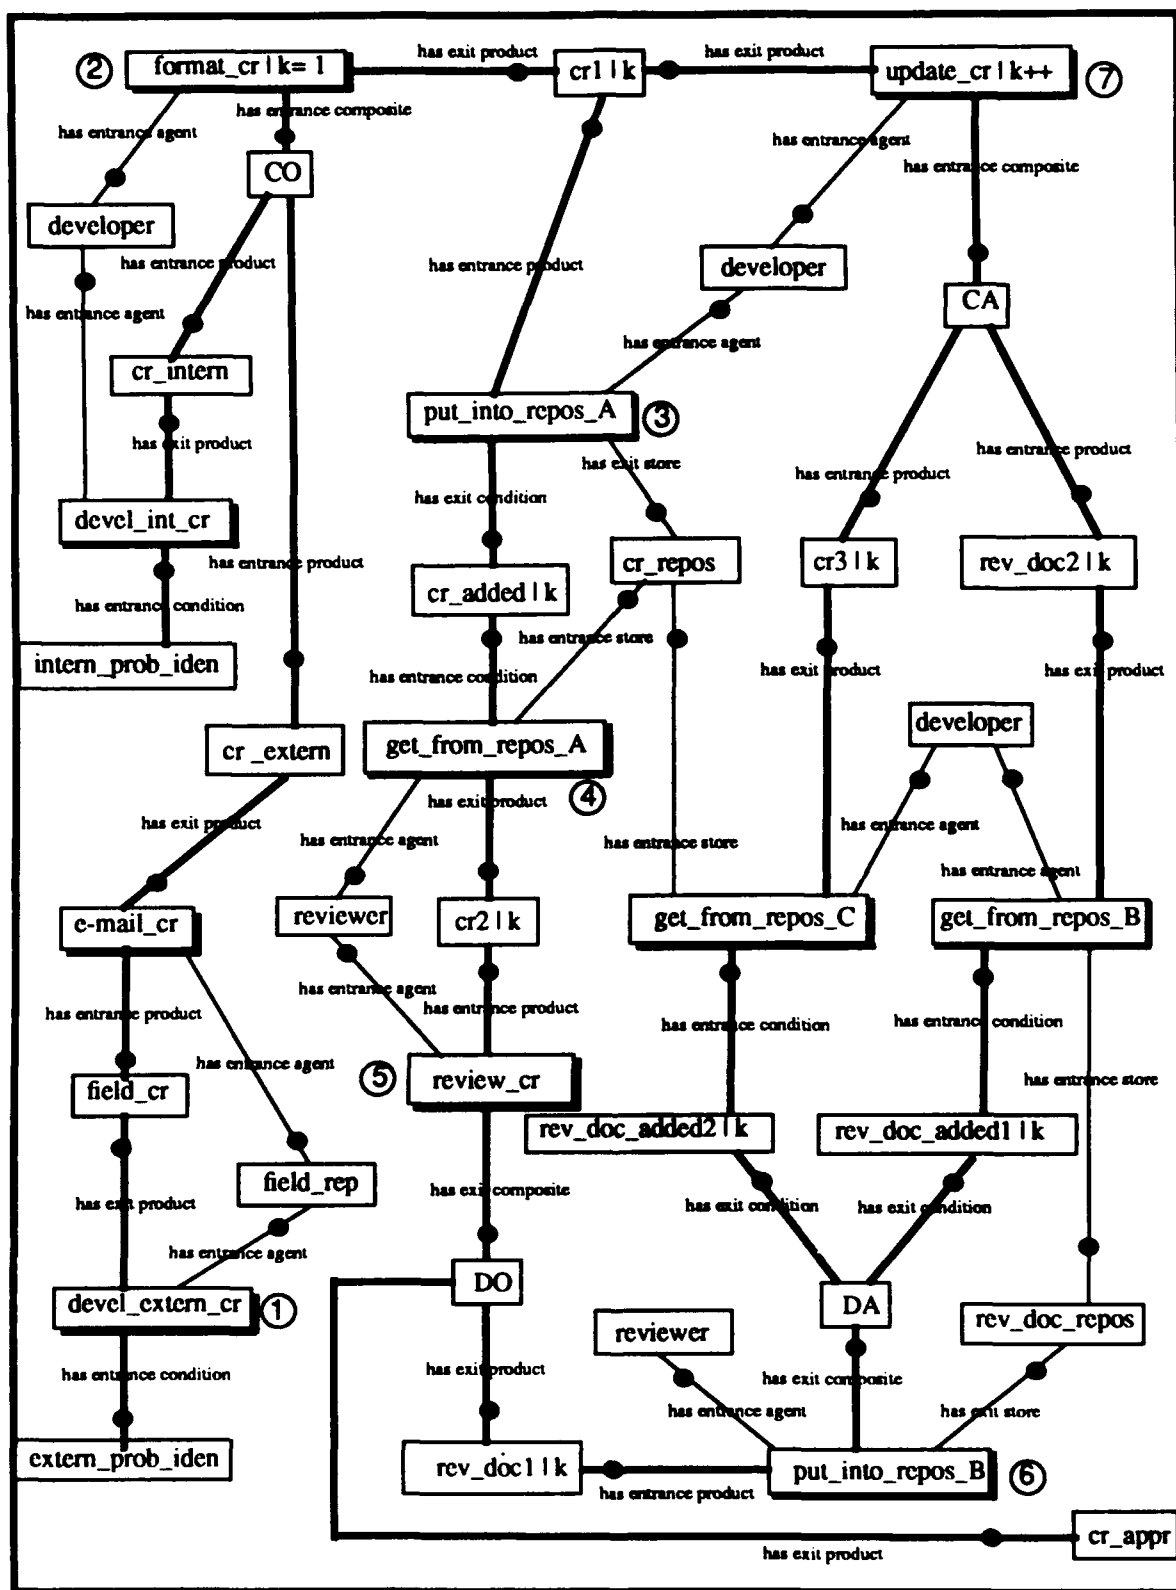 has exit product
has exit product
② format_cr | k= 1
cr1 | k
update_cr | k++ ⑦
has entrance composite
has entrance agent
has entrance agent
has entrance composite
CO
developer
has entrance product
has entrance product
developer
CA
has entrance agent
has entrance agent
cr_intern
put_into_repos_A ③
has exit product
has exit store
has entrance product
has entrance product
has exit condition
devel_int_cr
cr_repos
cr3 | k
rev_doc2 | k
has entrance product
cr_added | k
has entrance condition
has entrance store
intern_prob_iden
has entrance condition
has exit product
has exit product
developer
cr_extern
get_from_repos_A
④
has exit product
has exit product
has entrance agent
has entrance agent
has entrance store
has entrance agent
reviewer
cr2 | k
e-mail_cr
get_from_repos_C
get_from_repos_B
has entrance agent
has entrance product
has entrance product
has entrance condition
has entrance condition
has entrance agent
⑤ review_cr
has entrance store
field_cr
rev_doc_added2 | k
rev_doc_added1 | k
field_rep
has exit composite
has exit product
has exit condition
has exit condition
has entrance agent
DO
devel_extern_cr ①
DA
reviewer
rev_doc_repos
has entrance condition
has exit product
has exit composite
has entrance agent
has exit store
extern_prob_iden
rev_doc1 | k
put_into_repos_B ⑥
has entrance product
cr_appr
has exit product